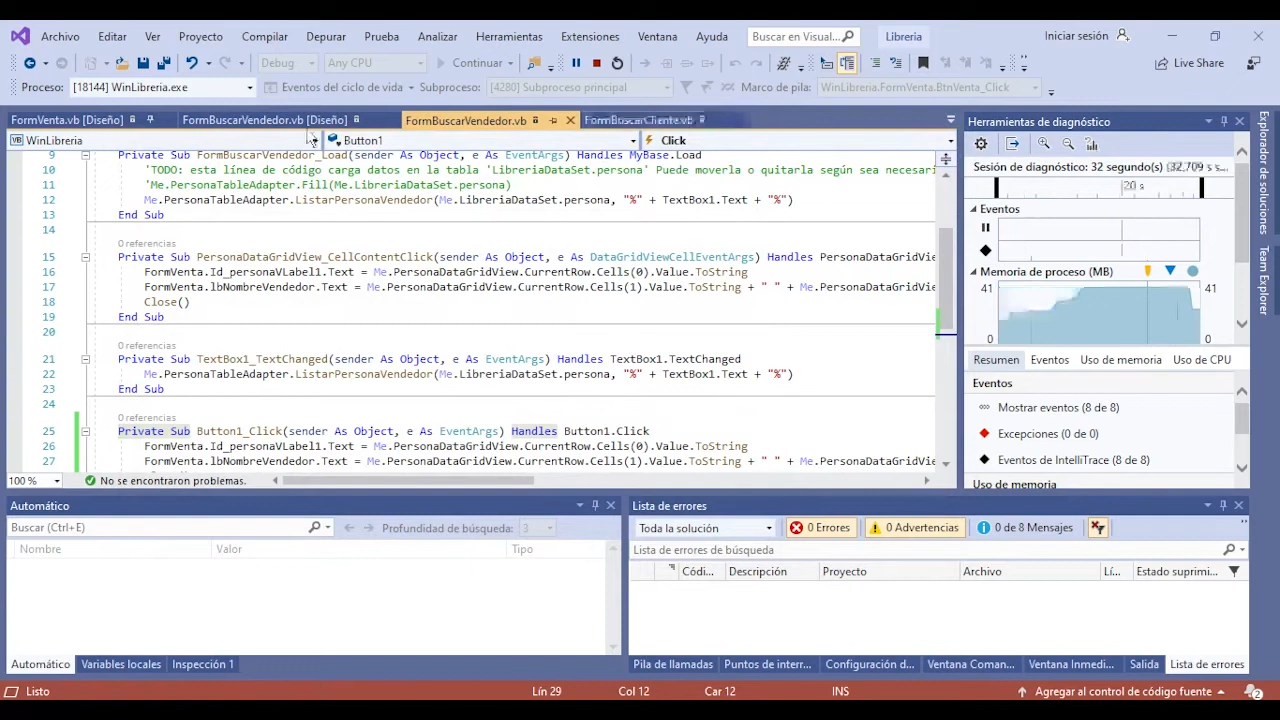 Archivo Editar Ver Proyecto Compilar Depurar Prueba Analizar Herramientas Extensiones Ventana Ayuda Buscar en Visual... Libreria Iniciar sesión
Debug Any CPU Continuar Live Share
Proceso: [18144] WinLibreria.exe Eventos del ciclo de vida Subproceso: [4280] Subproceso principal Marco de pila: WinLibreria.FormVenta.BtnVenta_Click
FormVenta.vb [Diseño] FormBuscarVendedor.vb [Diseño] FormBuscarVendedor.vb FormBuscarCliente.vb
WinLibreria Button1 Click
9 Private Sub FormBuscarVendedor_Load(sender As Object, e As EventArgs) Handles MyBase.Load
10 'TODO: esta línea de código carga datos en la tabla 'LibreriaDataSet.persona' Puede moverla o quitarla según sea necesari
11 'Me.PersonaTableAdapter.Fill(Me.LibreriaDataSet.persona)
12 Me.PersonaTableAdapter.ListarPersonaVendedor(Me.LibreriaDataSet.persona, "%" + TextBox1.Text + "%")
13 End Sub
14
0 referencias
15 Private Sub PersonaDataGridView_CellContentClick(sender As Object, e As DataGridViewCellEventArgs) Handles PersonaDataGridVi
16 FormVenta.Id_personaVLabel1.Text = Me.PersonaDataGridView.CurrentRow.Cells(0).Value.ToString
17 FormVenta.lbNombreVendedor.Text = Me.PersonaDataGridView.CurrentRow.Cells(1).Value.ToString + " " + Me.PersonaDataGridView
18 Close()
19 End Sub
20
0 referencias
21 Private Sub TextBox1_TextChanged(sender As Object, e As EventArgs) Handles TextBox1.TextChanged
22 Me.PersonaTableAdapter.ListarPersonaVendedor(Me.LibreriaDataSet.persona, "%" + TextBox1.Text + "%")
23 End Sub
24
0 referencias
25 Private Sub Button1_Click(sender As Object, e As EventArgs) Handles Button1.Click
26 FormVenta.Id_personaVLabel1.Text = Me.PersonaDataGridView.CurrentRow.Cells(0).Value.ToString
27 FormVenta.lbNombreVendedor.Text = Me.PersonaDataGridView.CurrentRow.Cells(1).Value.ToString + " " + Me.PersonaDataGridView
100 % No se encontraron problemas.
Herramientas de diagnóstico
Sesión de diagnóstico: 32 segundo(s)
20 s
Eventos
Memoria de proceso (MB)
41 41
0 0
Resumen Eventos Uso de memoria Uso de CPU
Eventos
Mostrar eventos (8 de 8)
Excepciones (0 de 0)
Eventos de IntelliTrace (8 de 8)
Uso de memoria
Explorador de soluciones
Team Explorer
Automático
Buscar (Ctrl+E) Profundidad de búsqueda: 3
Nombre Valor Tipo
Automático Variables locales Inspección 1
Lista de errores
Toda la solución 0 Errores 0 Advertencias 0 de 8 Mensajes
Lista de errores de búsqueda
Códi... Descripción Proyecto Archivo Lí... Estado suprimi...
Pila de llamadas Puntos de interr... Configuración d... Ventana Coman... Ventana Inmedi... Salida Lista de errores
Listo Lín 29 Col 12 Car 12 INS Agregar al control de código fuente 2